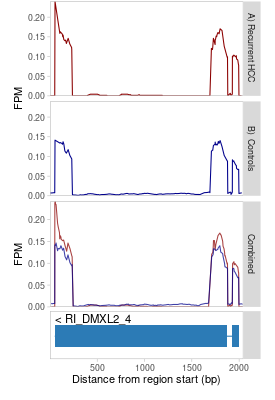 0.20
0.15
0.10
0.05
0.00
FPM
A) Recurrent HCC
0.20
0.15
0.10
0.05
0.00
B) Controls
0.20
0.15
0.10
0.05
0.00
FPM
Combined
< RI_DMXL2_4
500
1000
1500
2000
Distance from region start (bp)